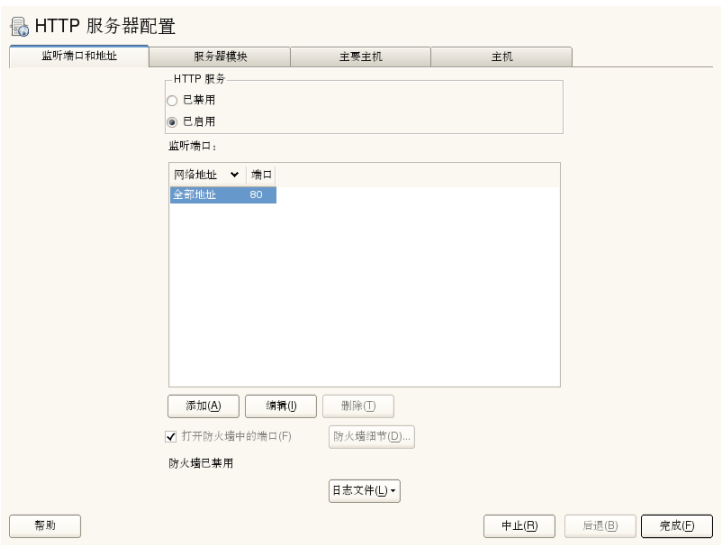 HTTP 服务器配置
监听端口和地址 服务器模块 主要主机 主机
HTTP 服务
已禁用
已启用
监听端口:
网络地址 端口
全部地址 80
添加(A) 编辑(I) 删除(T)
打开防火墙中的端口(F) 防火墙细节(D)...
防火墙已禁用
日志文件(L)
帮助 中止(R) 后退(B) 完成(F)